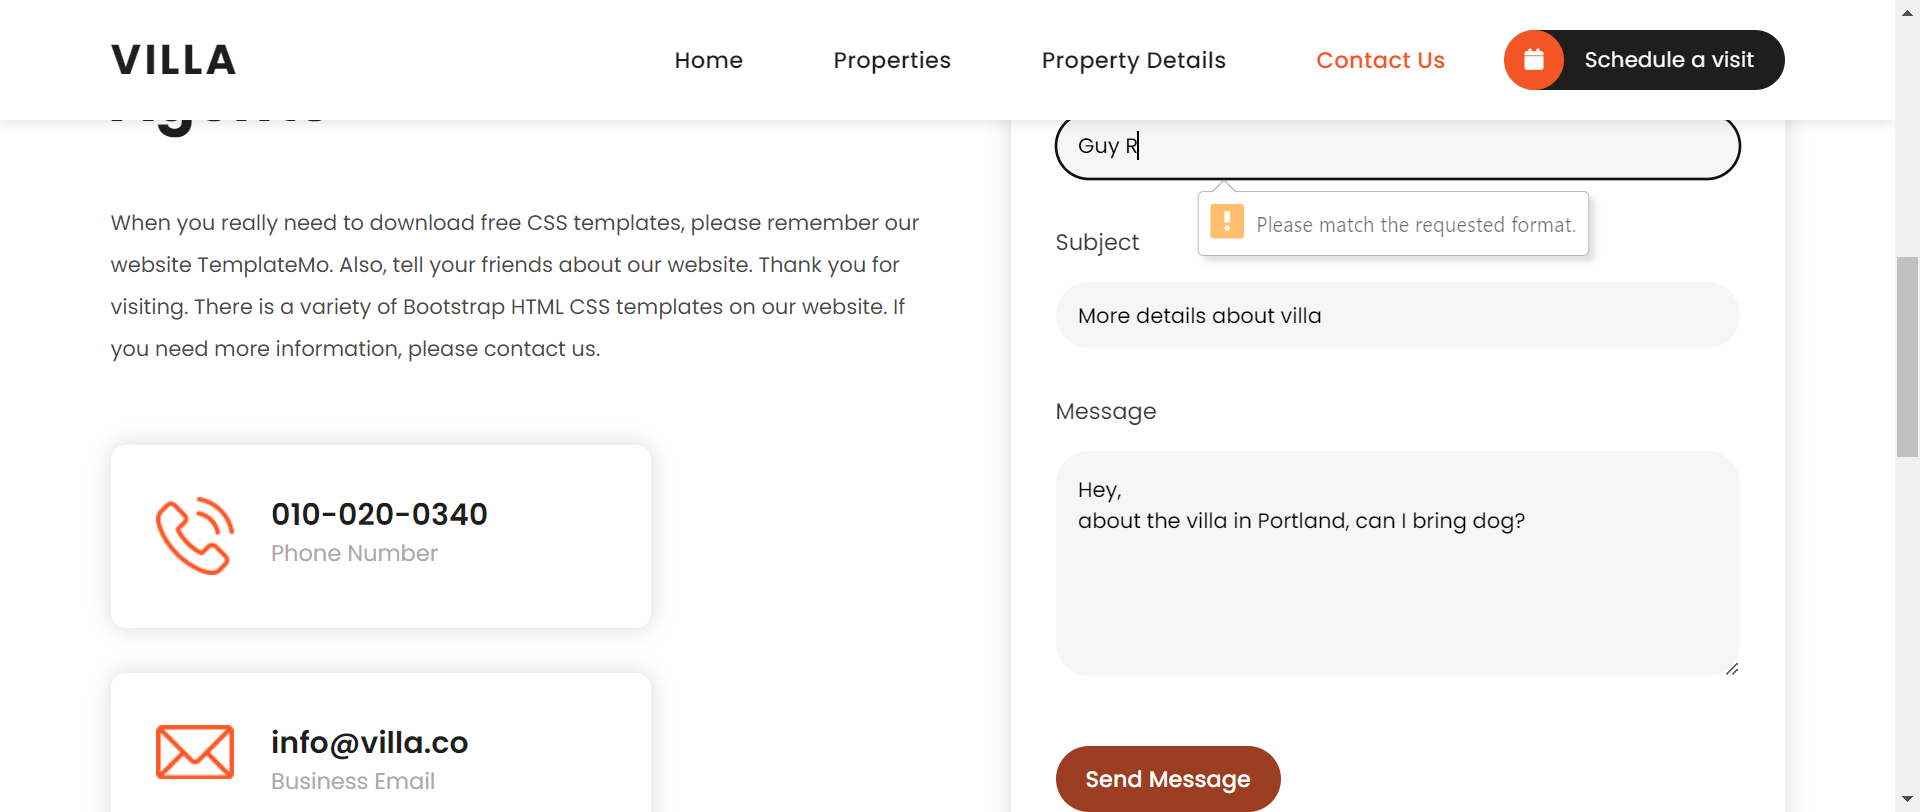 VILLA
Home
Properties
Property Details
Contact Us
Schedule a visit
When you really need to download free CSS templates, please remember our
website TemplateMo. Also, tell your friends about our website. Thank you for
visiting. There is a variety of Bootstrap HTML CSS templates on our website. If
you need more information, please contact us.
010-020-0340
Phone Number
info@villa.co
Business Email
Guy R
Please match the requested format.
Subject
More details about villa
Message
Hey,
about the villa in Portland, can I bring dog?
Send Message